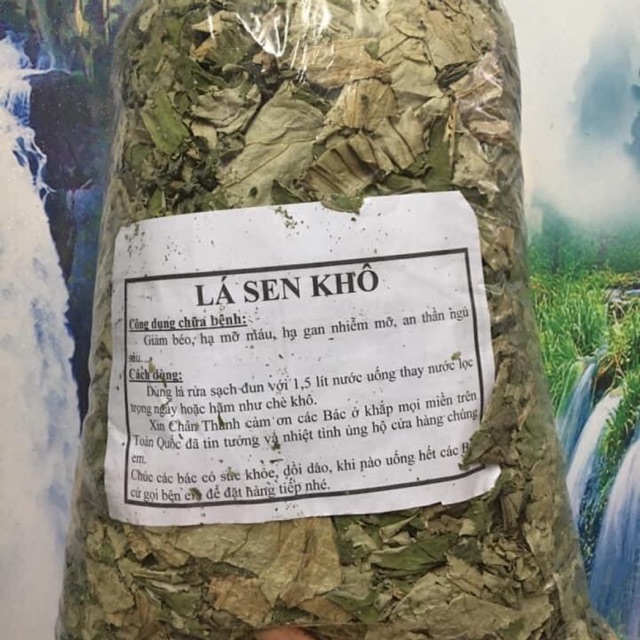 LÁ SEN KHÔ
Công dụng chữa bệnh:
Giảm béo, hạ mỡ máu, hạ gan nhiễm mỡ, an thần ngủ
sâu...
Cách dùng:
Dùng lá rửa sạch đun với 1,5 lít nước uống thay nước lọc
trong ngày hoặc hãm như chè khô.
Xin Chân Thành cảm ơn các Bác ở khắp mọi miền trên
Toàn Quốc đã tin tưởng và nhiệt tình ủng hộ cửa hàng chúng
em.
Chúc các bác có sức khỏe, dồi dào, khi nào uống hết các
cứ gọi bên em để đặt hàng tiếp nhé.